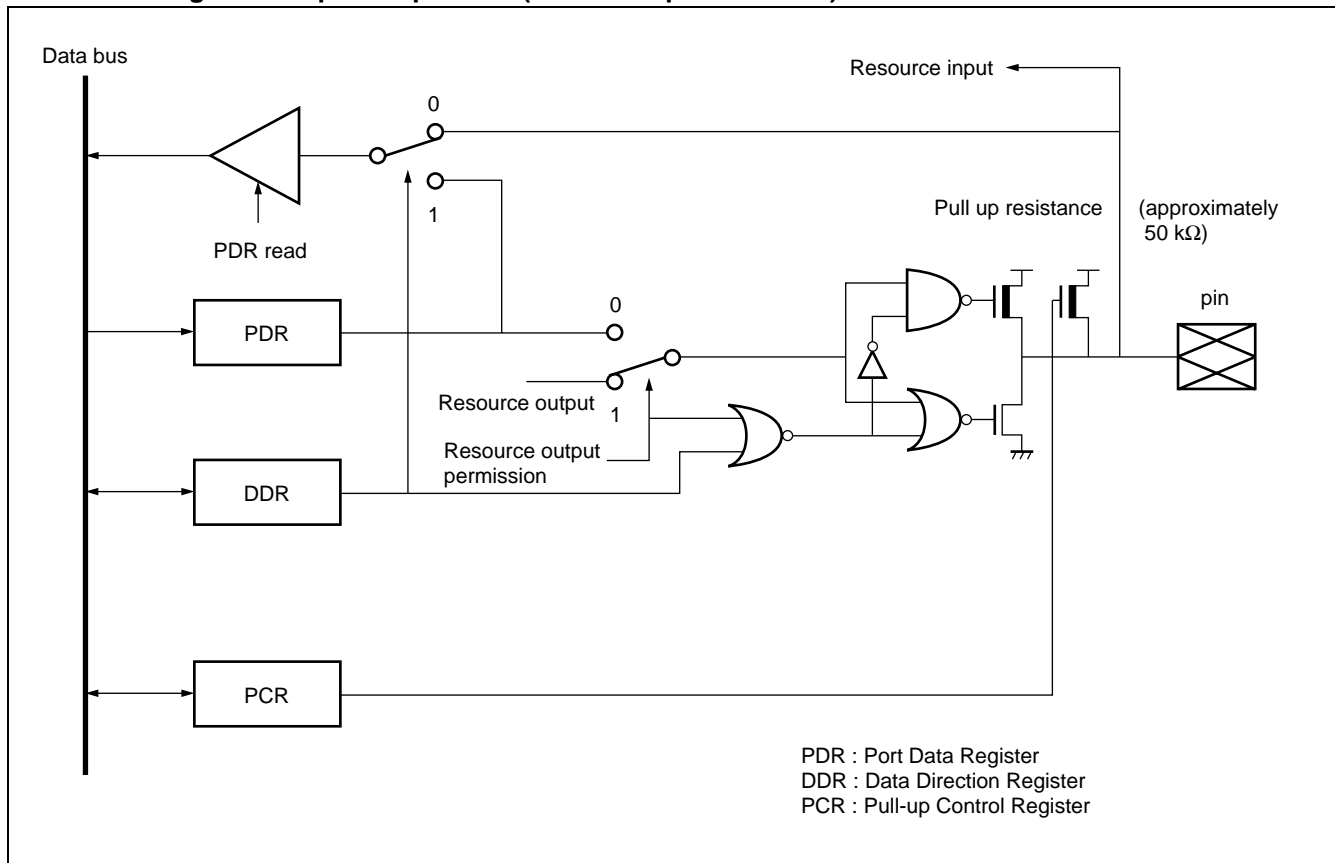 Data bus
Resource input
0
1
PDR read
Pull up resistance
(approximately
50 kΩ)
pin
PDR
0
Resource output
1
Resource output
permission
DDR
PCR
PDR : Port Data Register
DDR : Data Direction Register
PCR : Pull-up Control Register